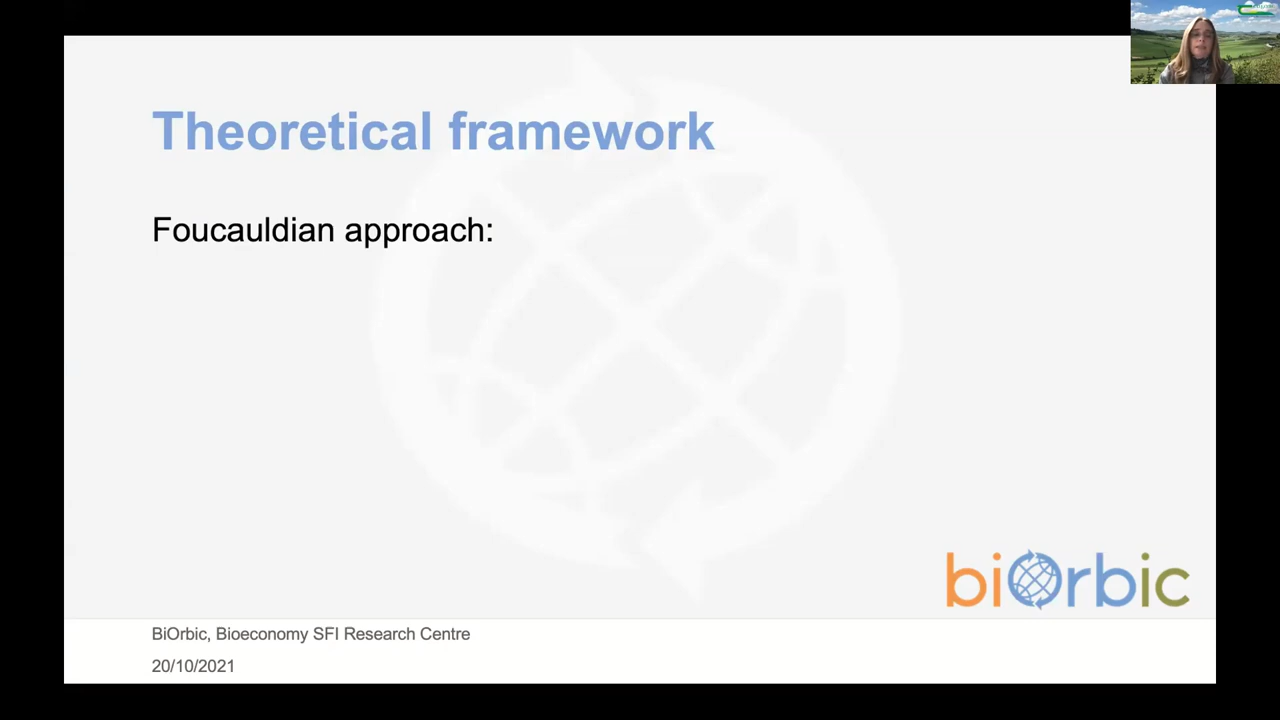 Theoretical framework
Foucauldian approach:
biOrbic
BiOrbic, Bioeconomy SFI Research Centre
20/10/2021